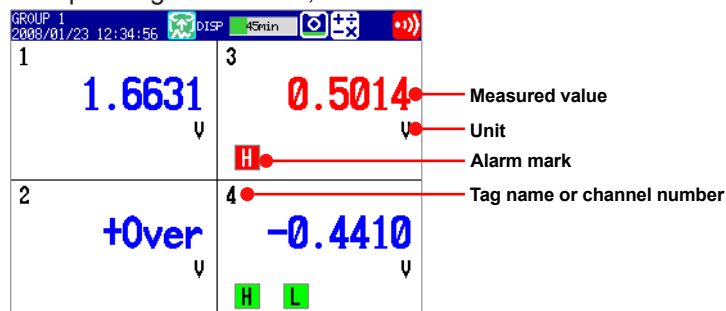 GROUP 1
2008/01/23 12:34:56
DISP
45min
1
1.6631
V
3
0.5014
V
H
2
+Over
V
4
-0.4410
V
H L
Measured value
Unit
Alarm mark
Tag name or channel number